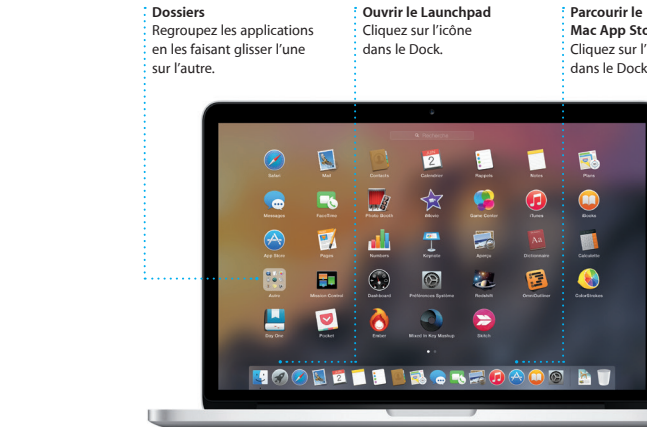 Dossiers
Regroupez les applications
en les faisant glisser l'une
sur l'autre.
Ouvrir le Launchpad
Cliquez sur l'icône
dans le Dock.
Parcourir le
Mac App Sto
Cliquez sur l'
dans le Dock
Recherche
Safari Mail Contacts Calendrier Rappels Notes Plans
Messages FaceTime Photo Booth iMovie Game Center iTunes iBooks
App Store Pages Numbers Keynote Aperçu Dictionnaire Calculette
Autre Mission Control Dashboard Préférences Système Redshift OmniOutliner ColorStrokes
Day One Pocket Ember Mixed In Key Mashup Skitch